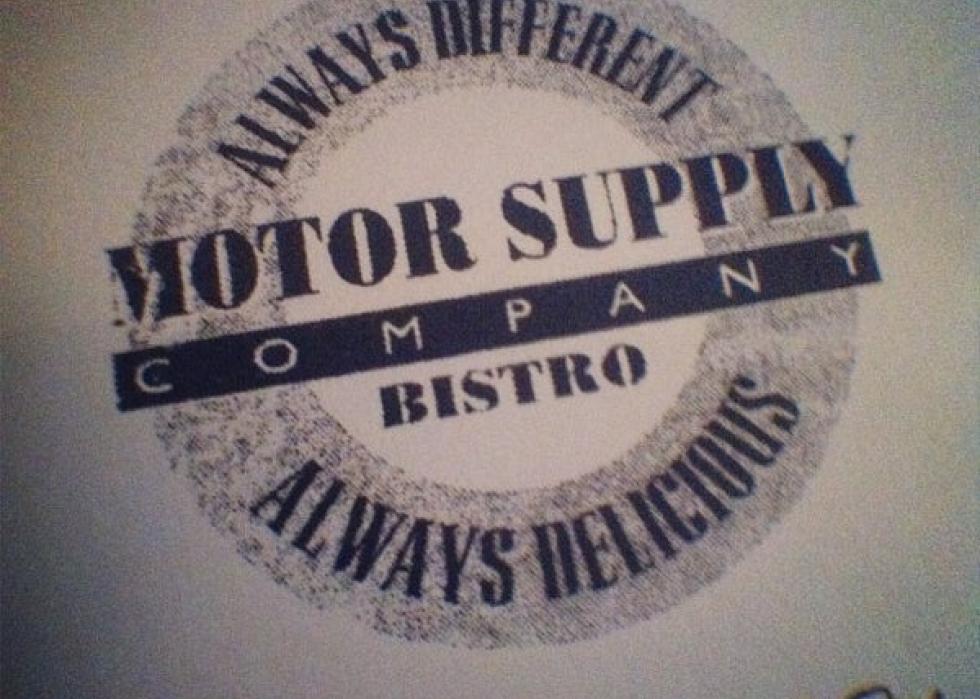 ALWAYS DIFFERENT
MOTOR SUPPLY
COMPANY
BISTRO
ALWAYS DELICIOUS